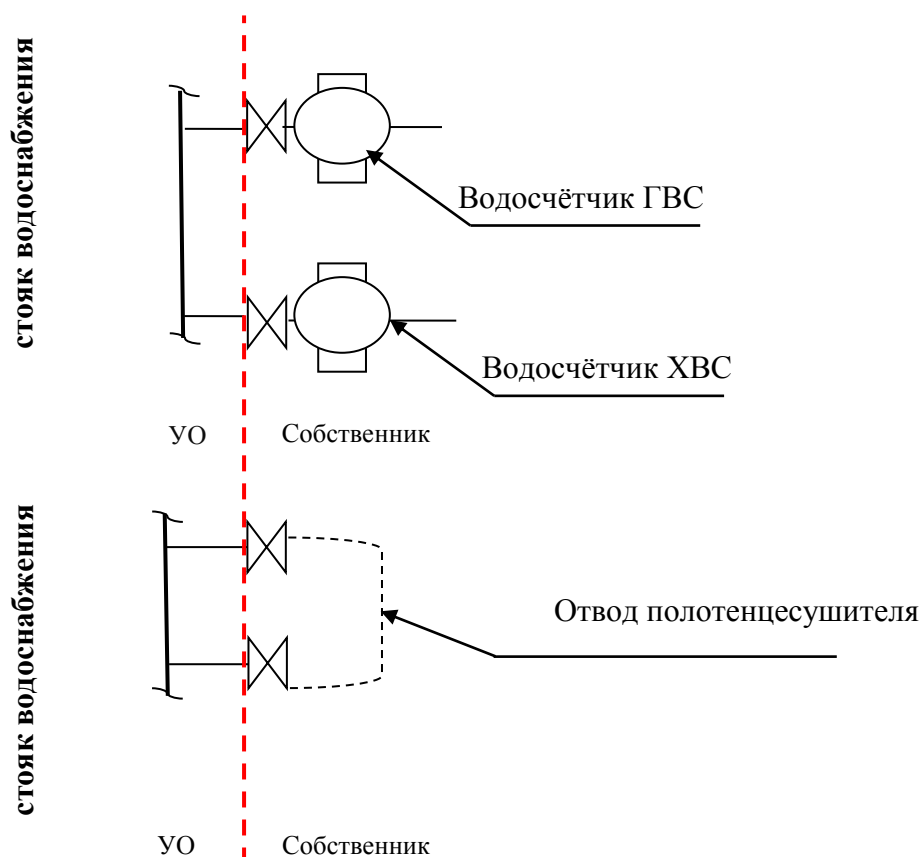 стояк водоснабжения
Водосчётчик ГВС
Водосчётчик ХВС
УО Собственник
стояк водоснабжения
Отвод полотенцесушителя
УО Собственник